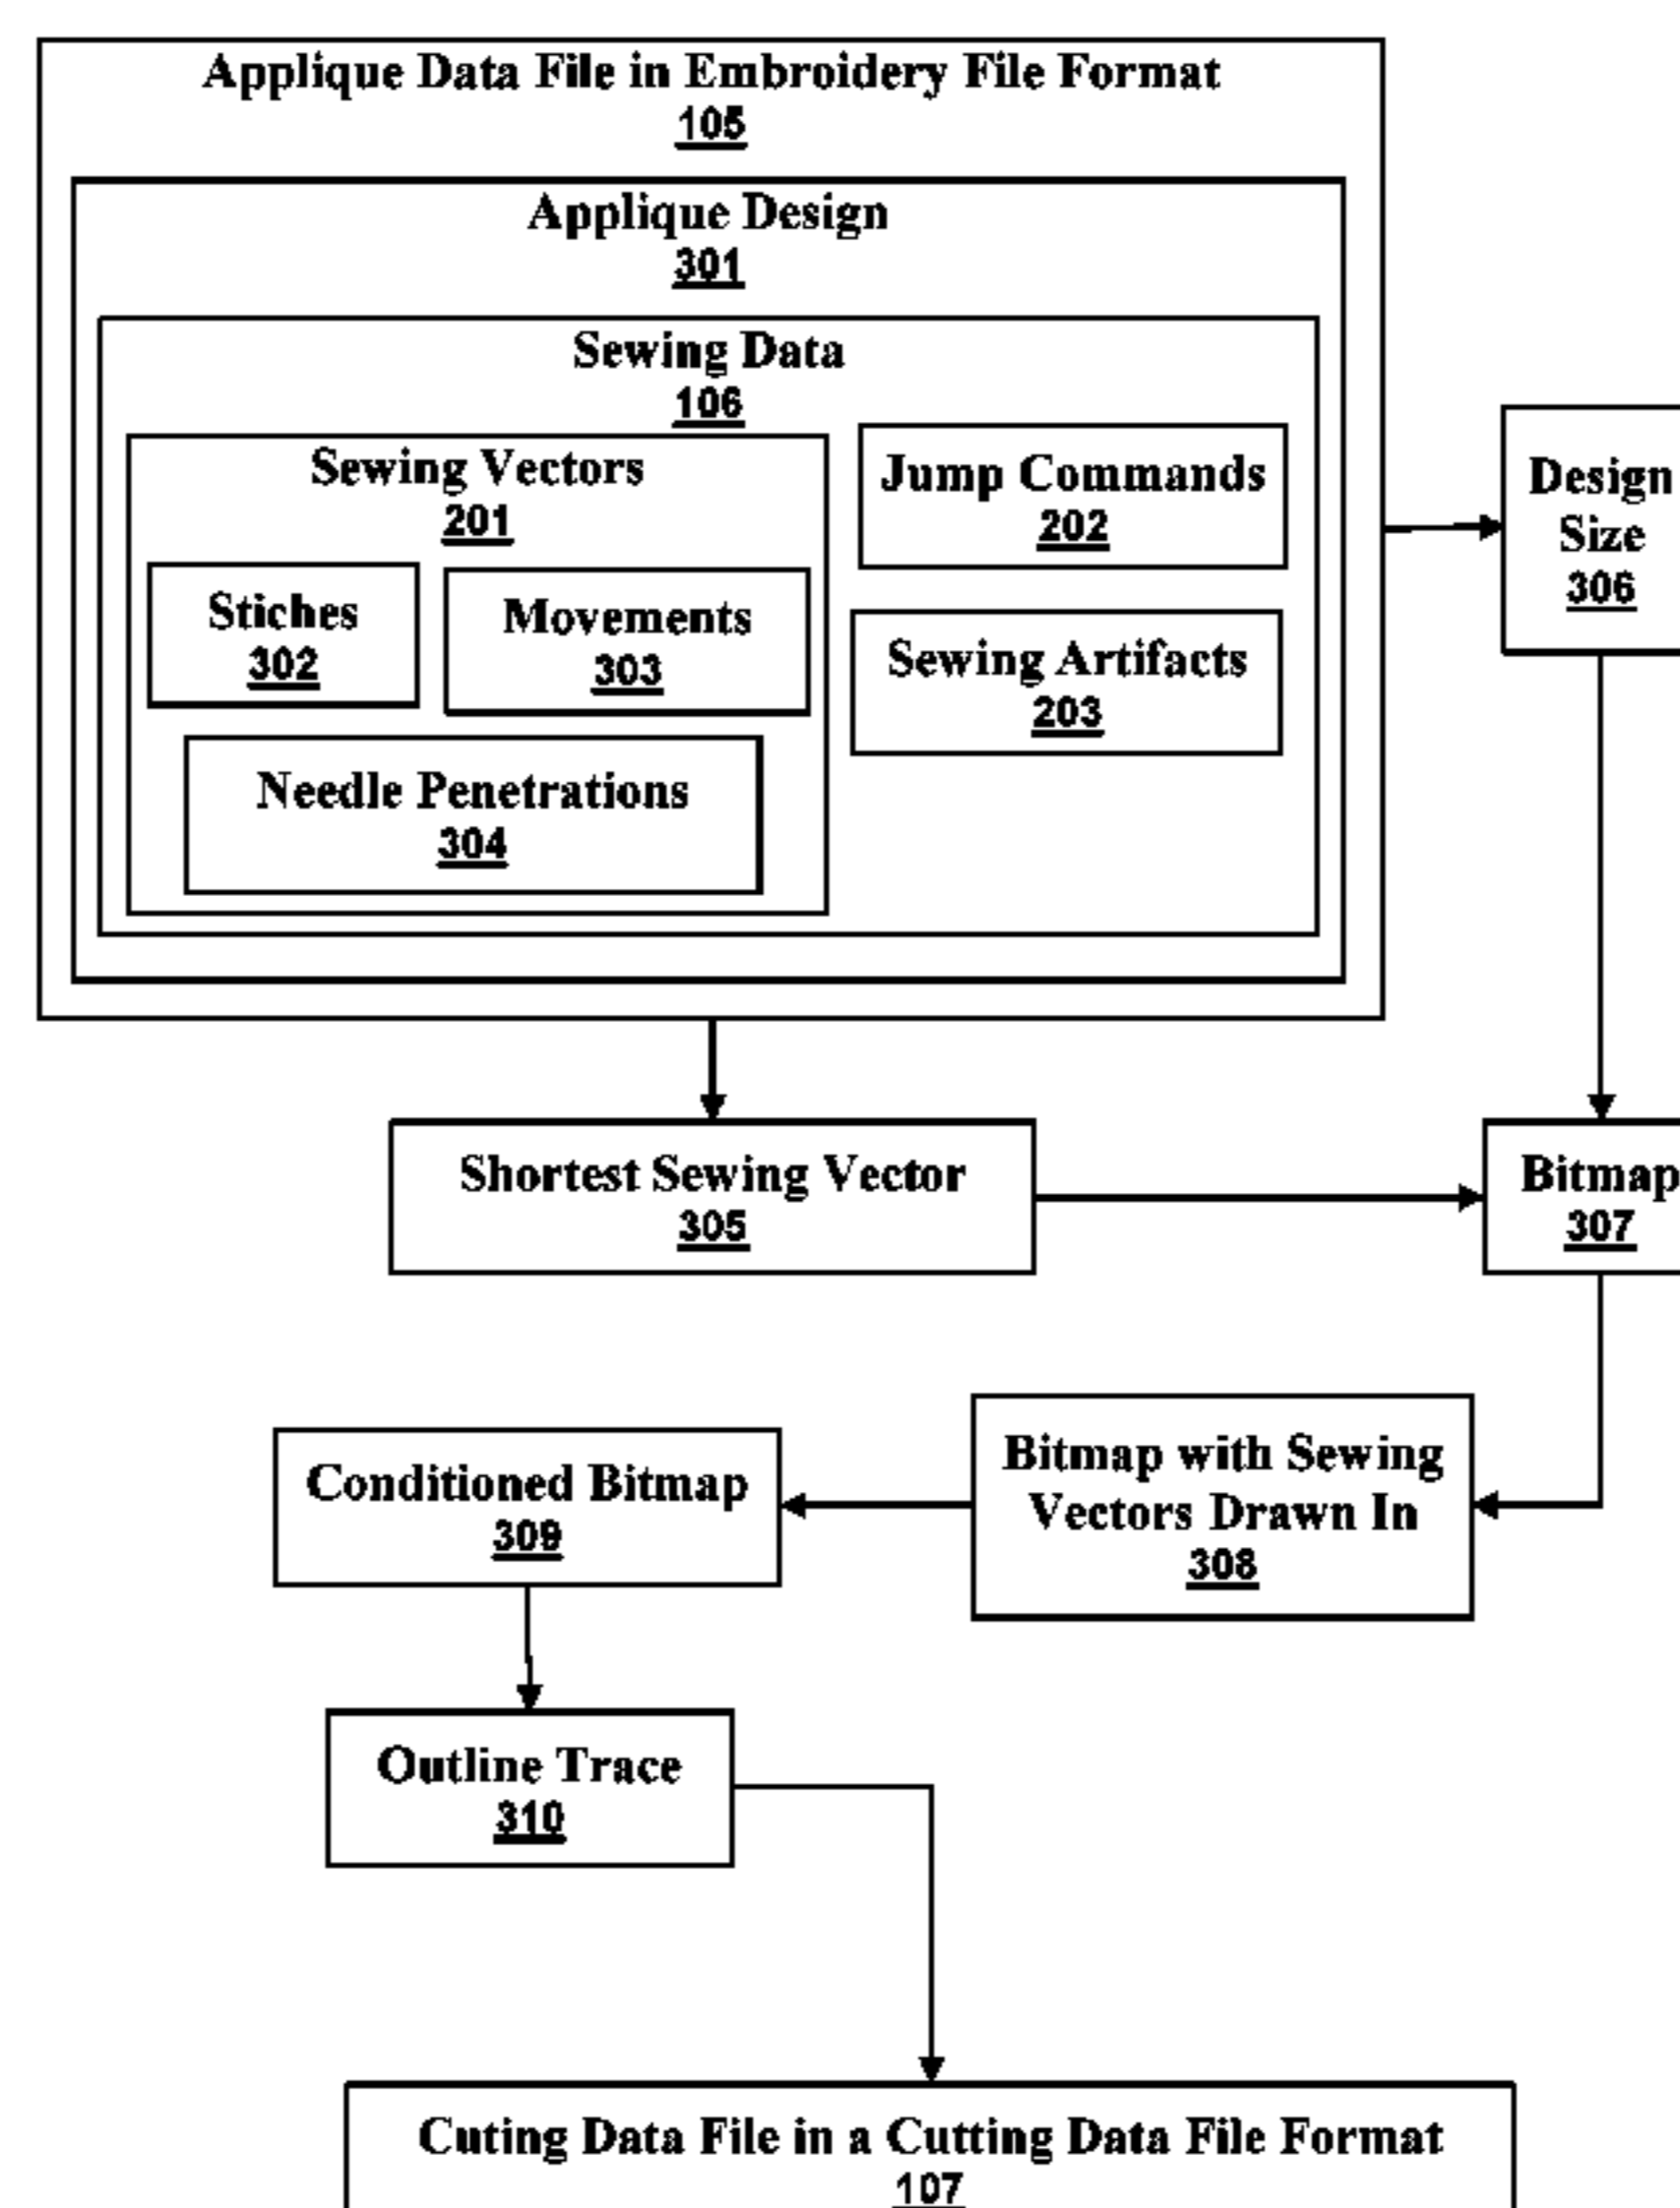 Applique Data File in Embroidery File Format
105
Applique Design
301
Sewing Data
106
Sewing Vectors
201
Jump Commands
202
Stiches
302
Movements
303
Sewing Artifacts
203
Needle Penetrations
304
Design
Size
306
Shortest Sewing Vector
305
Bitmap
307
Bitmap with Sewing
Vectors Drawn In
308
Conditioned Bitmap
309
Outline Trace
310
Cuting Data File in a Cutting Data File Format
107